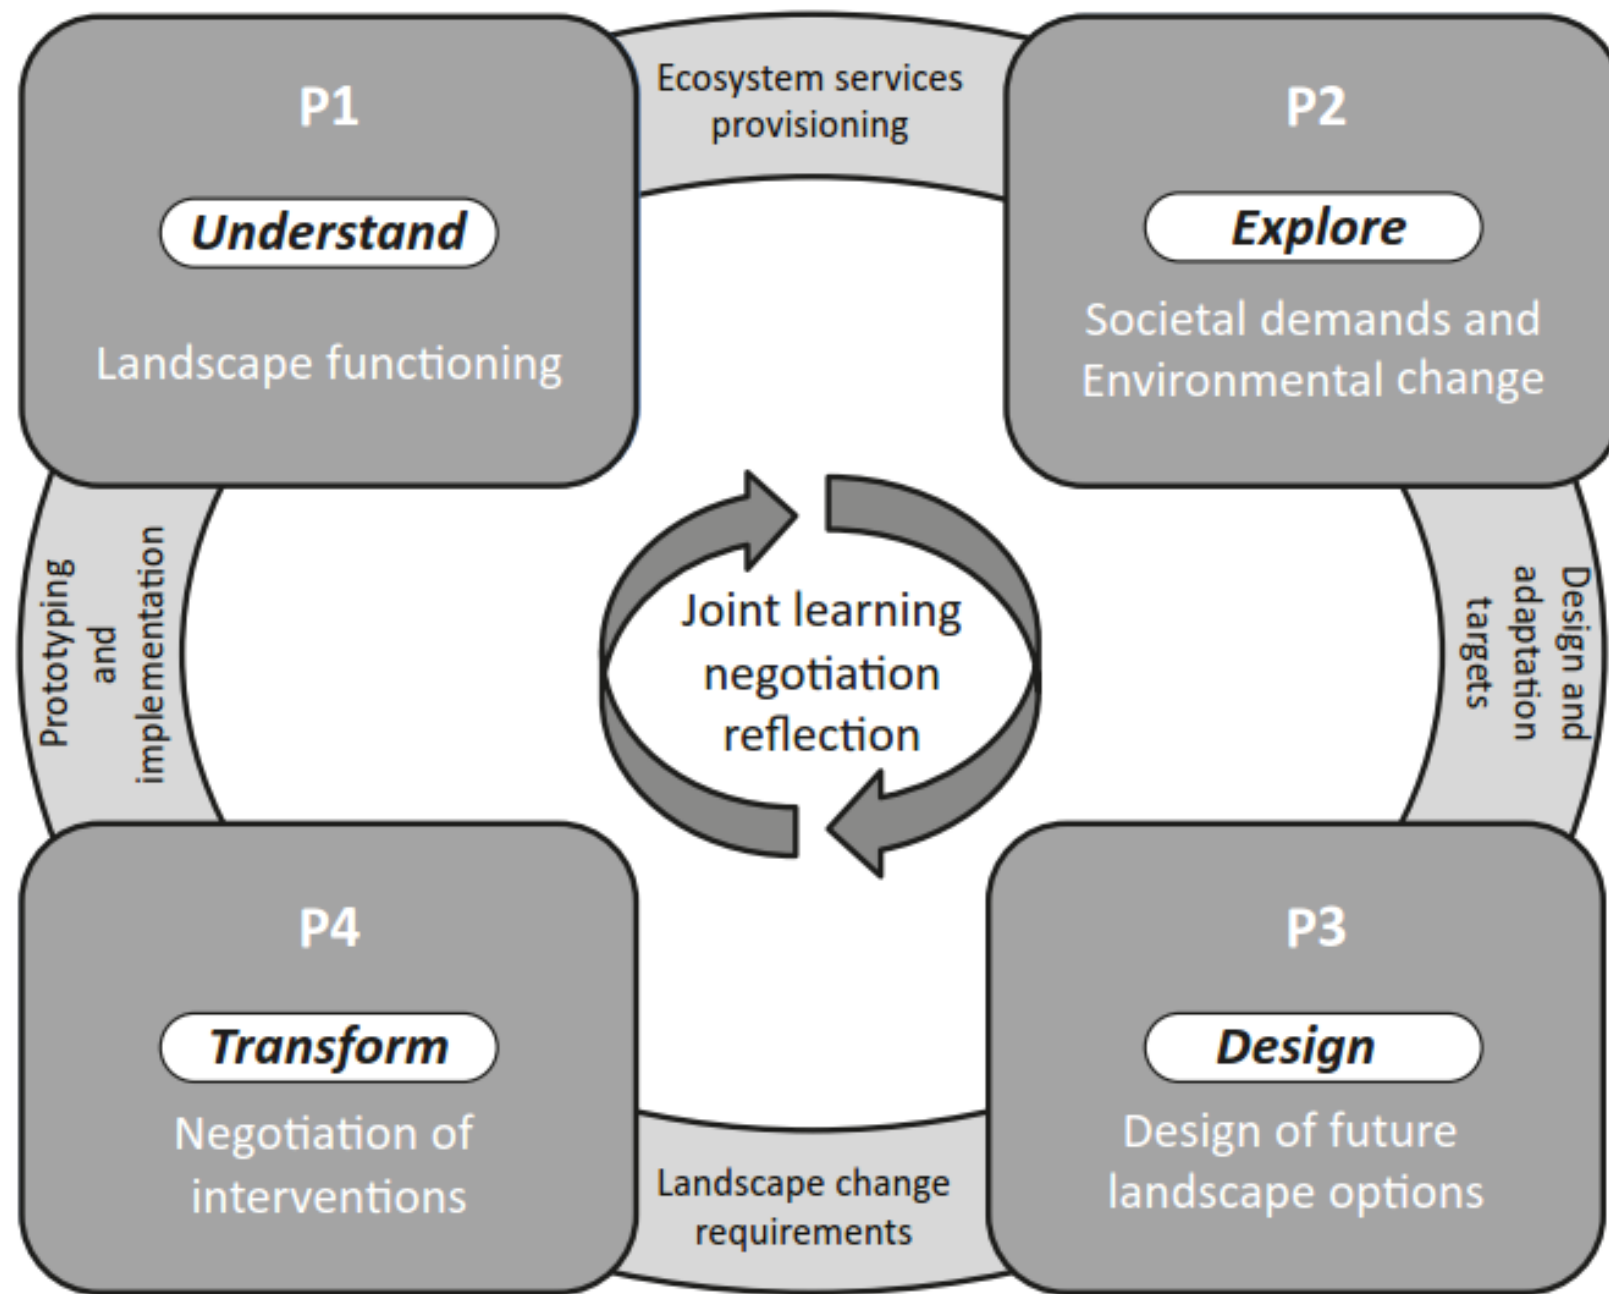 P1
Understand
Landscape functioning
Ecosystem services
provisioning
P2
Explore
Societal demands and
Environmental change
Design and
adaptation
targets
P3
Design
Design of future
landscape options
Landscape change
requirements
P4
Transform
Negotiation of
interventions
Prototyping
and
implementation
Joint learning
negotiation
reflection